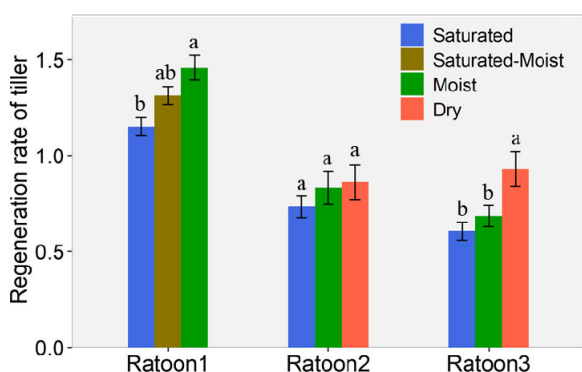 Regeneration rate of tiller
1.5
1.0
0.5
0.0
Saturated
Saturated-Moist
Moist
Dry
b
ab
a
a
a
a
b
b
a
Ratoon1
Ratoon2
Ratoon3